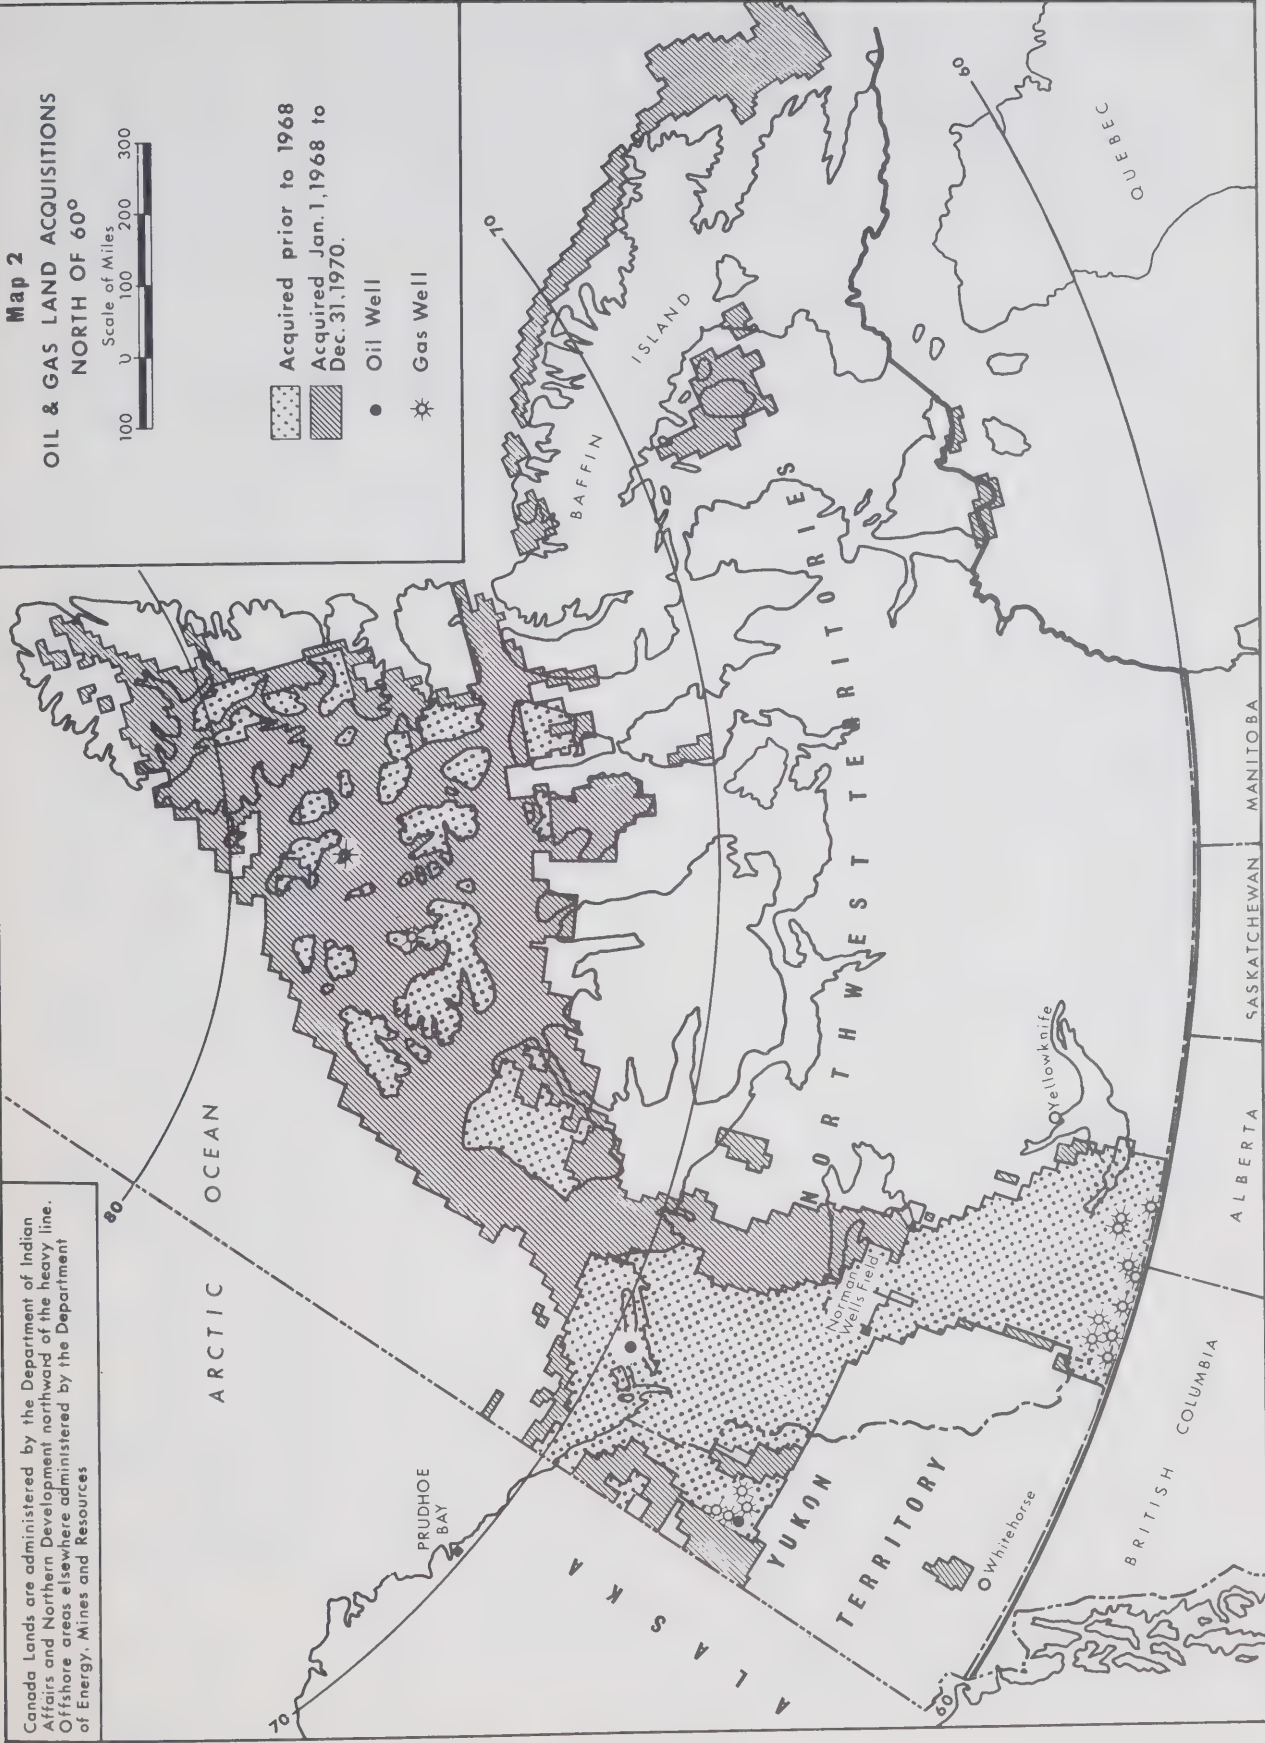 Map 2
OIL & GAS LAND ACQUISITIONS
NORTH OF 60°
Scale of Miles
100 0 100 200 300
Acquired prior to 1968
Acquired Jan. 1, 1968 to
Dec. 31. 1970.
Oil Well
Gas Well
Canada Lands are administered by the Department of Indian
Affairs and Northern Development northward of the heavy line.
Offshore areas elsewhere administered by the Department
of Energy, Mines and Resources
ARCTIC OCEAN
80
70
70
60
60
PRUDHOE
BAY
ALASKA
YUKON
TERRITORY
Whitehorse
Norman
Wells Field
NORTHWEST TERRITORIES
Yellowknife
BAFFIN
ISLAND
QUEBEC
BRITISH COLUMBIA
ALBERTA
SASKATCHEWAN
MANITOBA